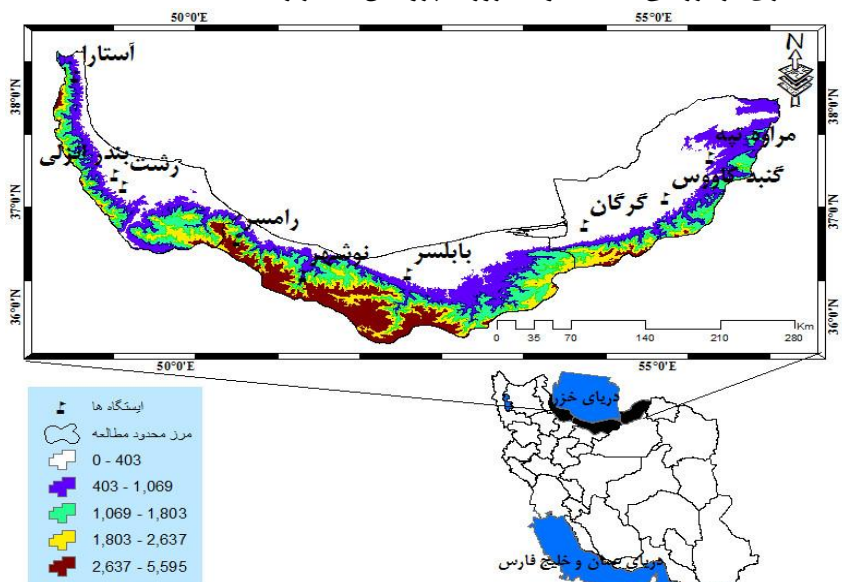 50°0'E 55°0'E
N
38°0'N 38°0'N
37°0'N 37°0'N
36°0'N 36°0'N
آستارا
بندر انزلی
رشت
رامسر
نوشهر
بابلسر
گرگان
گنبد کاووس
مراوه تپه
0 35 70 140 210 280 Km
50°0'E 55°0'E
ایستگاه ها
مرز محدود مطالعه
0 - 403
403 - 1,069
1,069 - 1,803
1,803 - 2,637
2,637 - 5,595
دریای خزر
دریای عمان و خلیج فارس